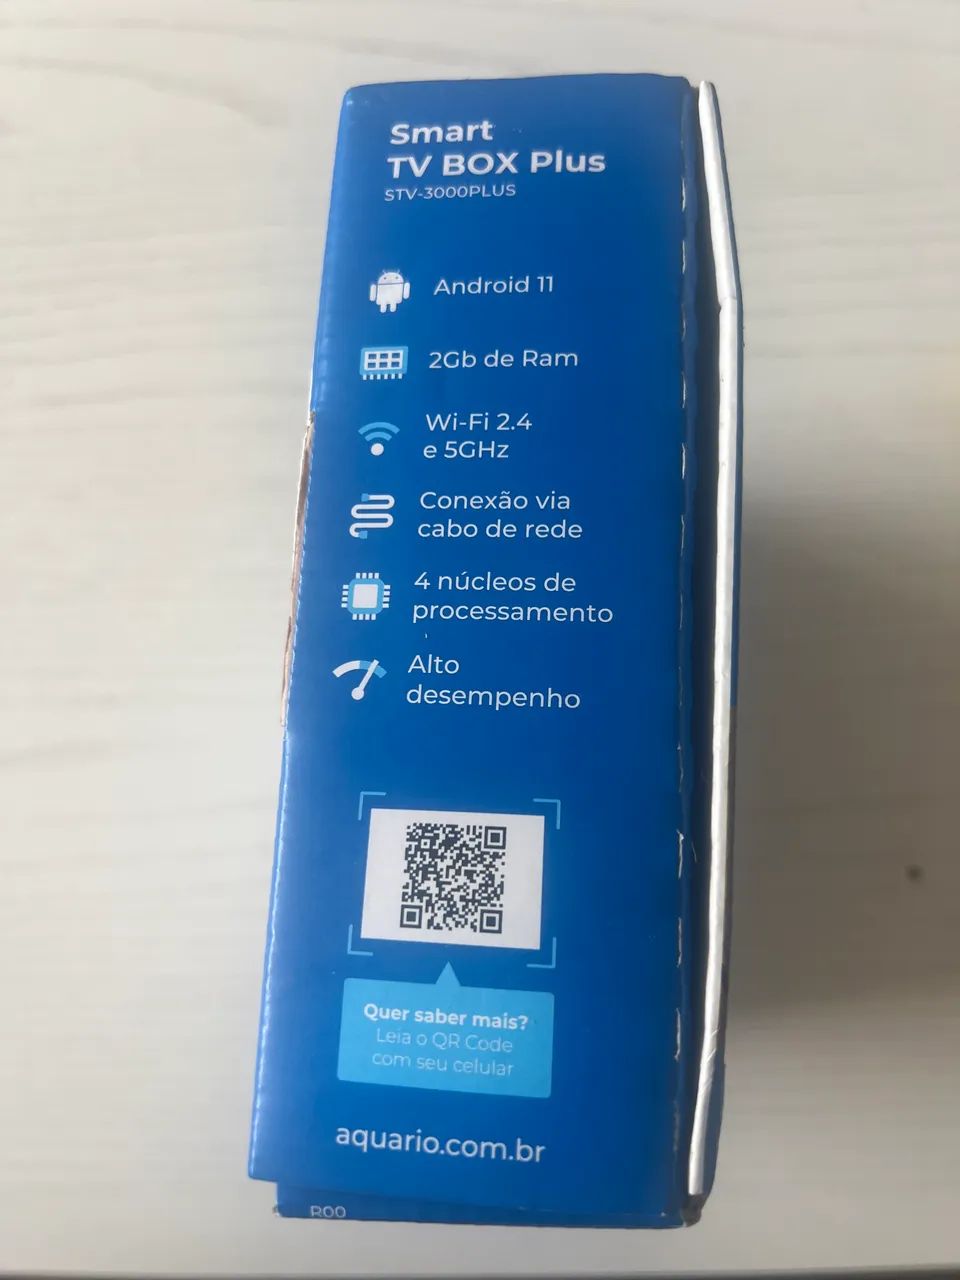 Smart
TV BOX Plus
STV-3000PLUS
Android 11
2Gb de Ram
Wi-Fi 2.4
e 5GHz
Conexão via
cabo de rede
4 núcleos de
processamento
Alto
desempenho
Quer saber mais?
Leia o QR Code
com seu celular
aquario.com.br
R00